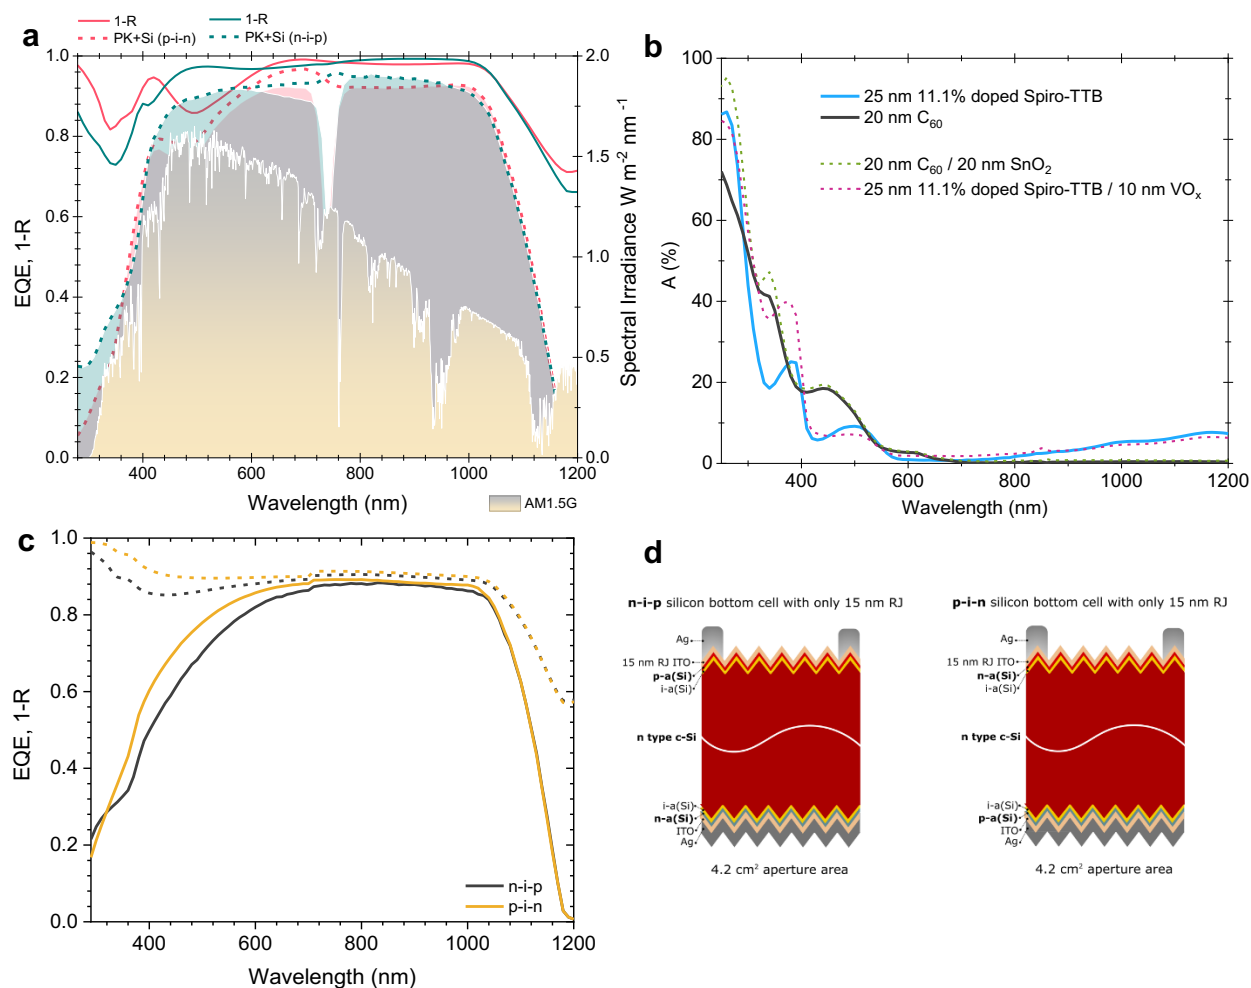 a
1-R
PK+Si (p-i-n)
1-R
PK+Si (n-i-p)
1.0
0.8
0.6
0.4
0.2
0.0
EQE, 1-R
2.0
1.5
1.0
0.5
0.0
Spectral Irradiance W m⁻² nm⁻¹
400 600 800 1000 1200
Wavelength (nm)
AM1.5G
b
100
80
60
40
20
0
A (%)
25 nm 11.1% doped Spiro-TTB
20 nm C₆₀
20 nm C₆₀ / 20 nm SnO₂
25 nm 11.1% doped Spiro-TTB / 10 nm VOₓ
400 600 800 1000 1200
Wavelength (nm)
c
1.0
0.8
0.6
0.4
0.2
0.0
EQE, 1-R
n-i-p
p-i-n
400 600 800 1000 1200
Wavelength (nm)
d
n-i-p silicon bottom cell with only 15 nm RJ
Ag
15 nm RJ ITO
p-a(Si)
i-a(Si)
n type c-Si
i-a(Si)
n-a(Si)
ITO
Ag
4.2 cm² aperture area
p-i-n silicon bottom cell with only 15 nm RJ
Ag
15 nm RJ ITO
n-a(Si)
i-a(Si)
n type c-Si
i-a(Si)
p-a(Si)
ITO
Ag
4.2 cm² aperture area